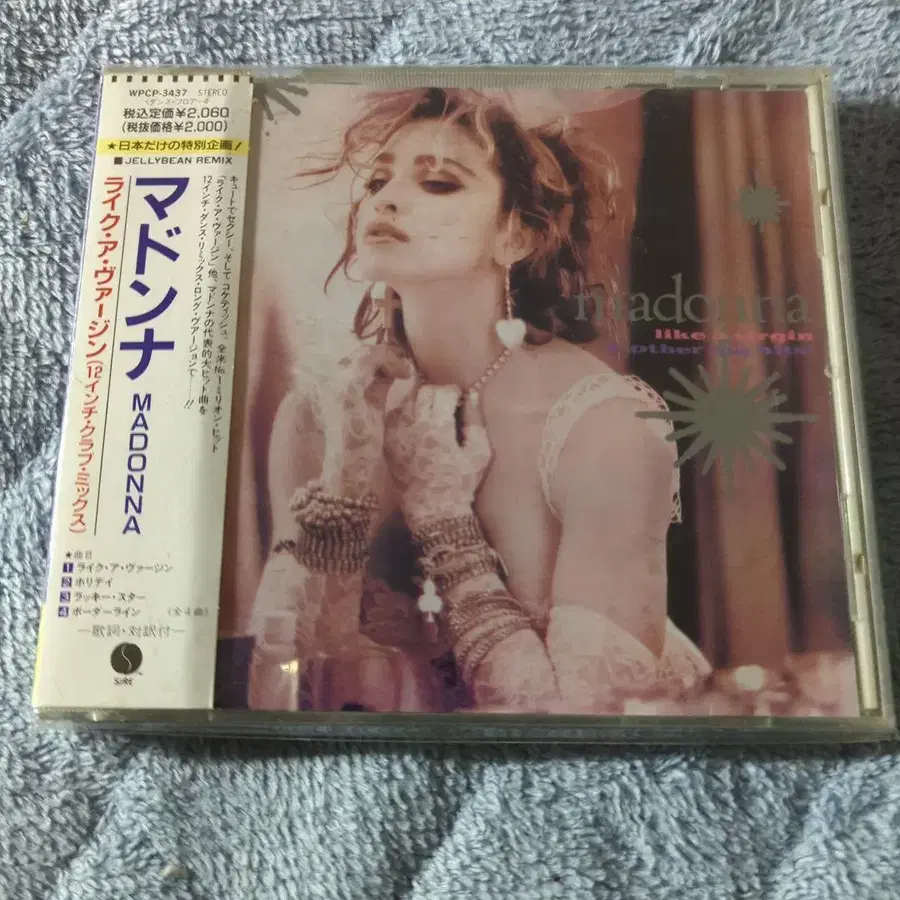 WPCP-3437 STEREO
〈ダンス・フロアー4
税込定価¥2,060
(税抜価格¥2,000)
★日本だけの特別企画!
■JELLYBEAN REMIX
キュートでセクシー、そしてコケティッシュ、全米No.1ミリオン・ヒット
「ライク・ア・ヴァージン」他、マドンナの代表的大ヒット曲を
12インチ・ダンス・リミックス・ロング・ヴァージョンで——!!
マドンナ MADONNA
ライク・ア・ヴァージン(12インチ・クラブ・ミックス)
★曲目
1 ライク・ア・ヴァージン
2 ホリデイ
3 ラッキー・スター
4 ボーダーライン 〈全4曲〉
—歌詞・対訳付—
SIRE
madonna
like a virgin
& other big hits